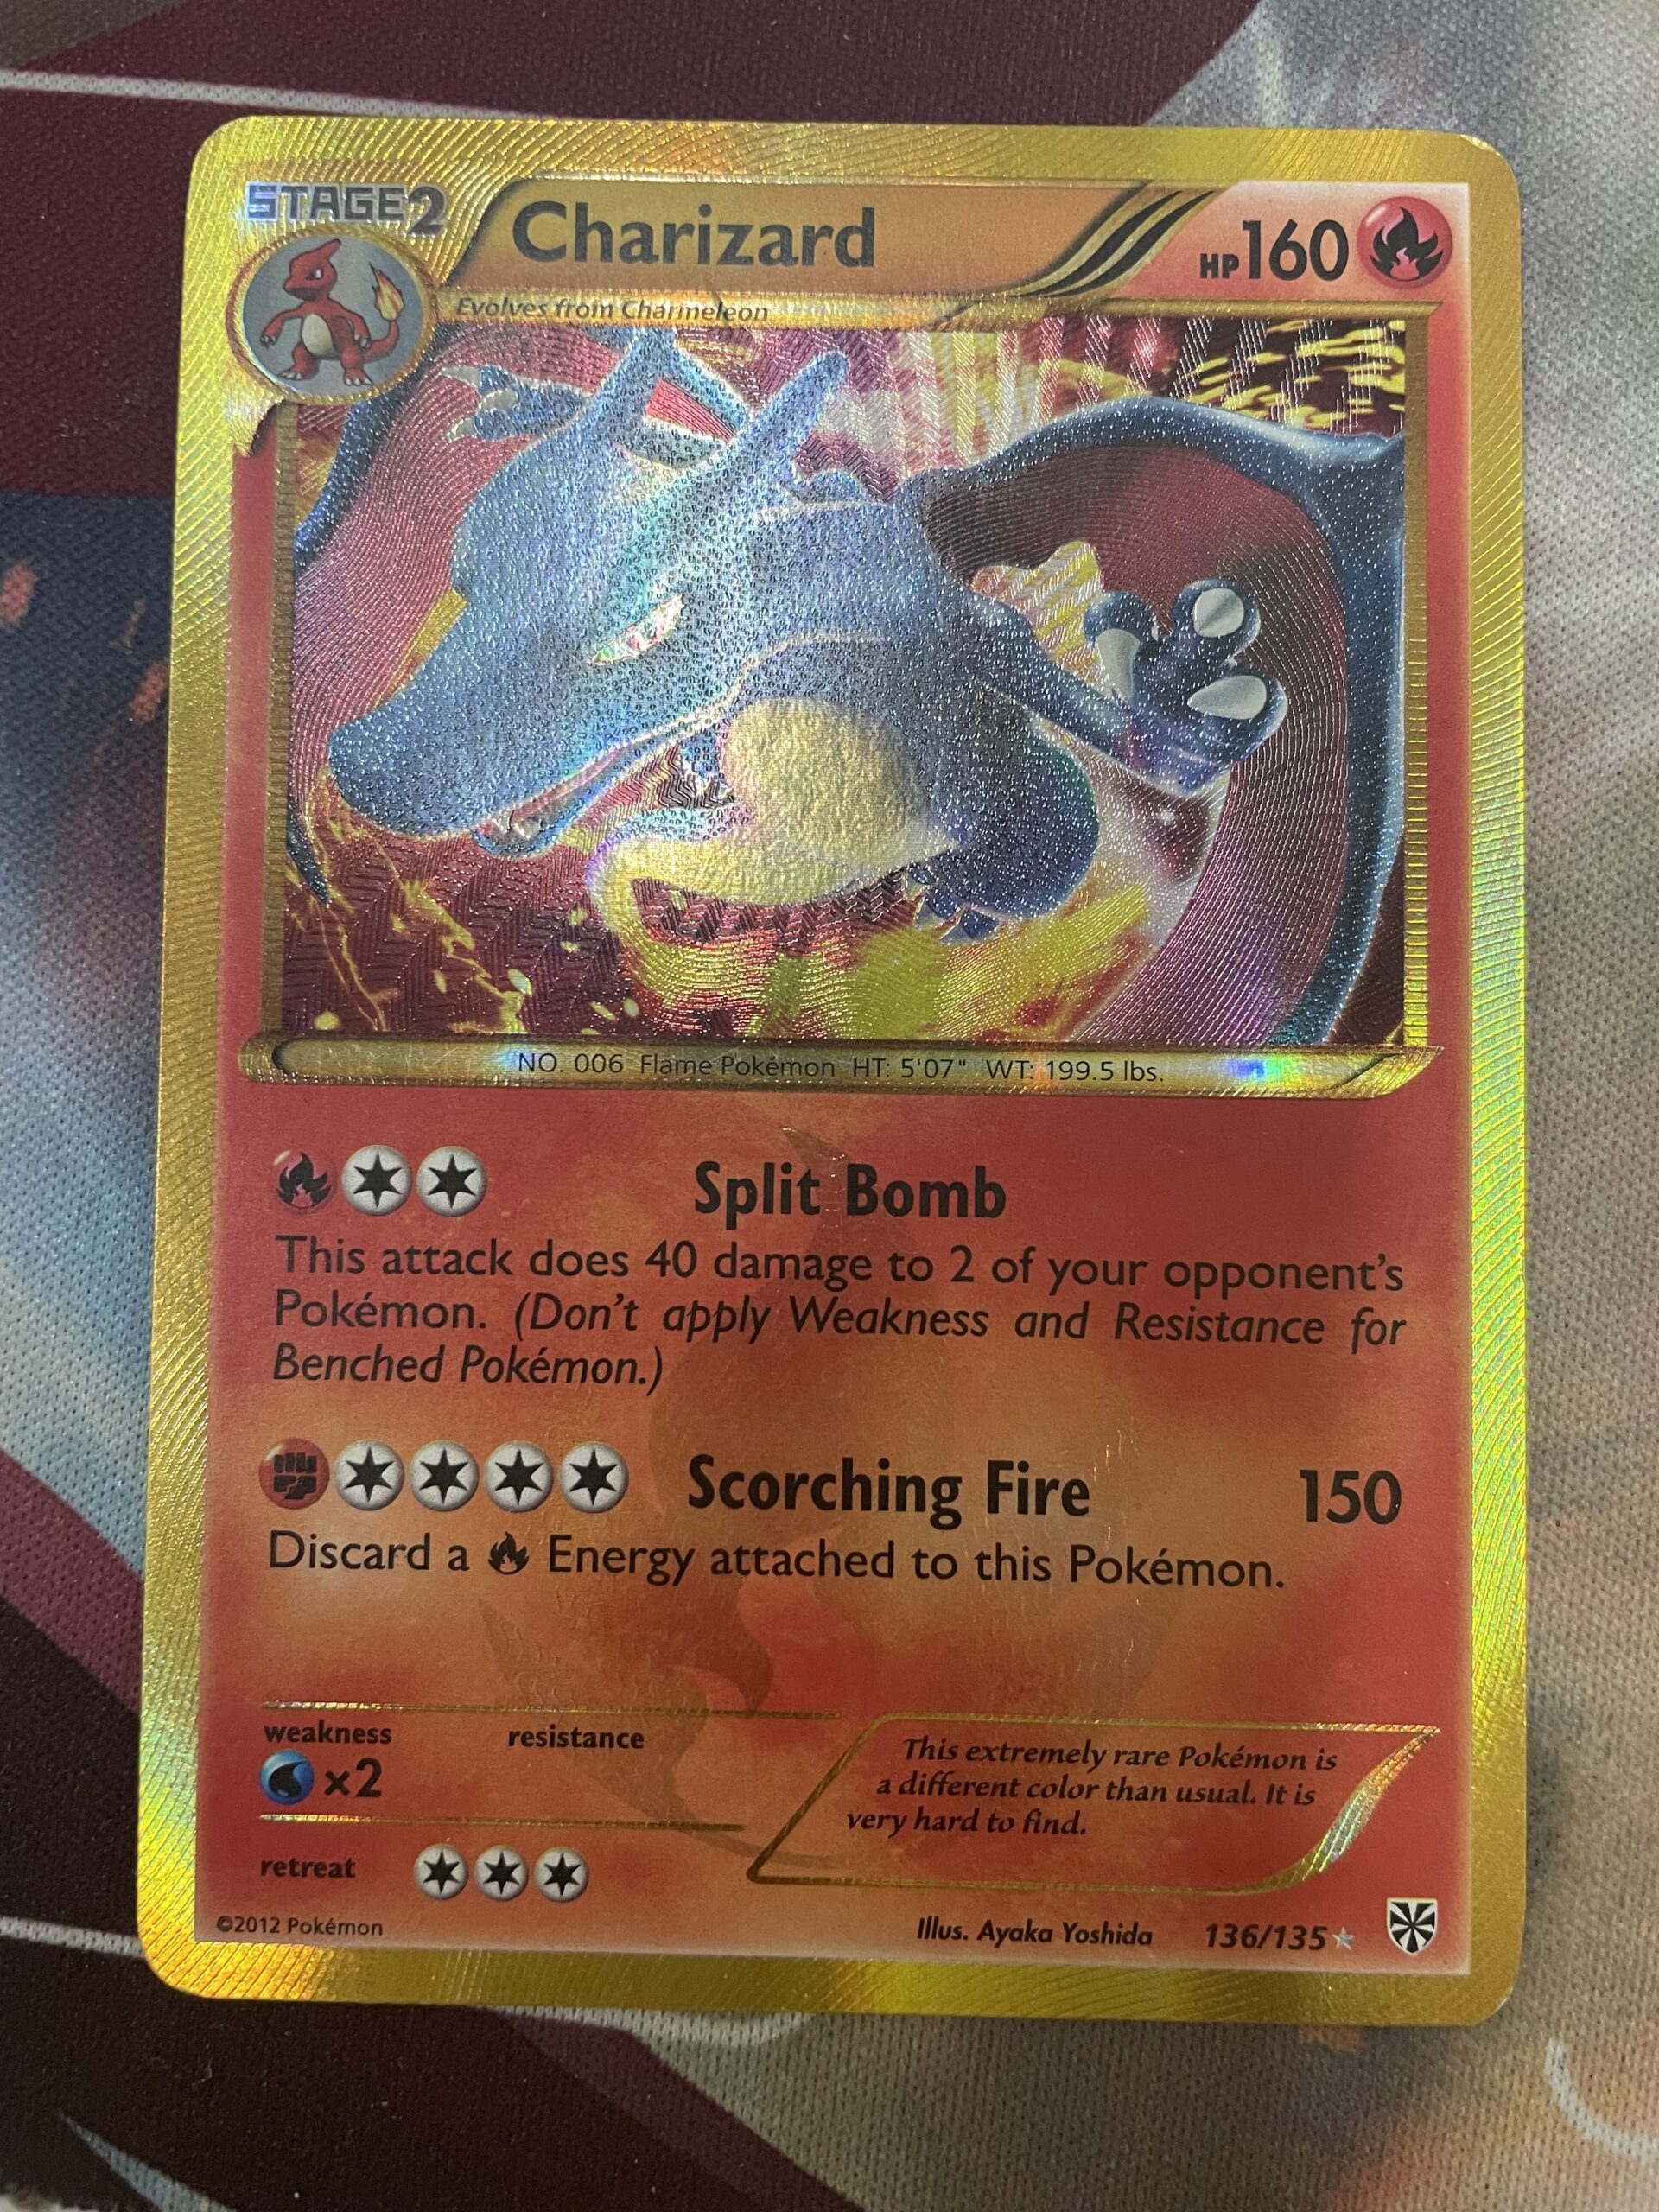 STAGE2
Charizard
HP160
Evolves from Charmeleon
NO. 006 Flame Pokémon HT: 5'07" WT: 199.5 lbs.
Split Bomb
This attack does 40 damage to 2 of your opponent's
Pokémon. (Don't apply Weakness and Resistance for
Benched Pokémon.)
Scorching Fire 150
Discard a Energy attached to this Pokémon.
weakness resistance
×2
This extremely rare Pokémon is
a different color than usual. It is
very hard to find.
retreat
©2012 Pokémon Illus. Ayaka Yoshida 136/135